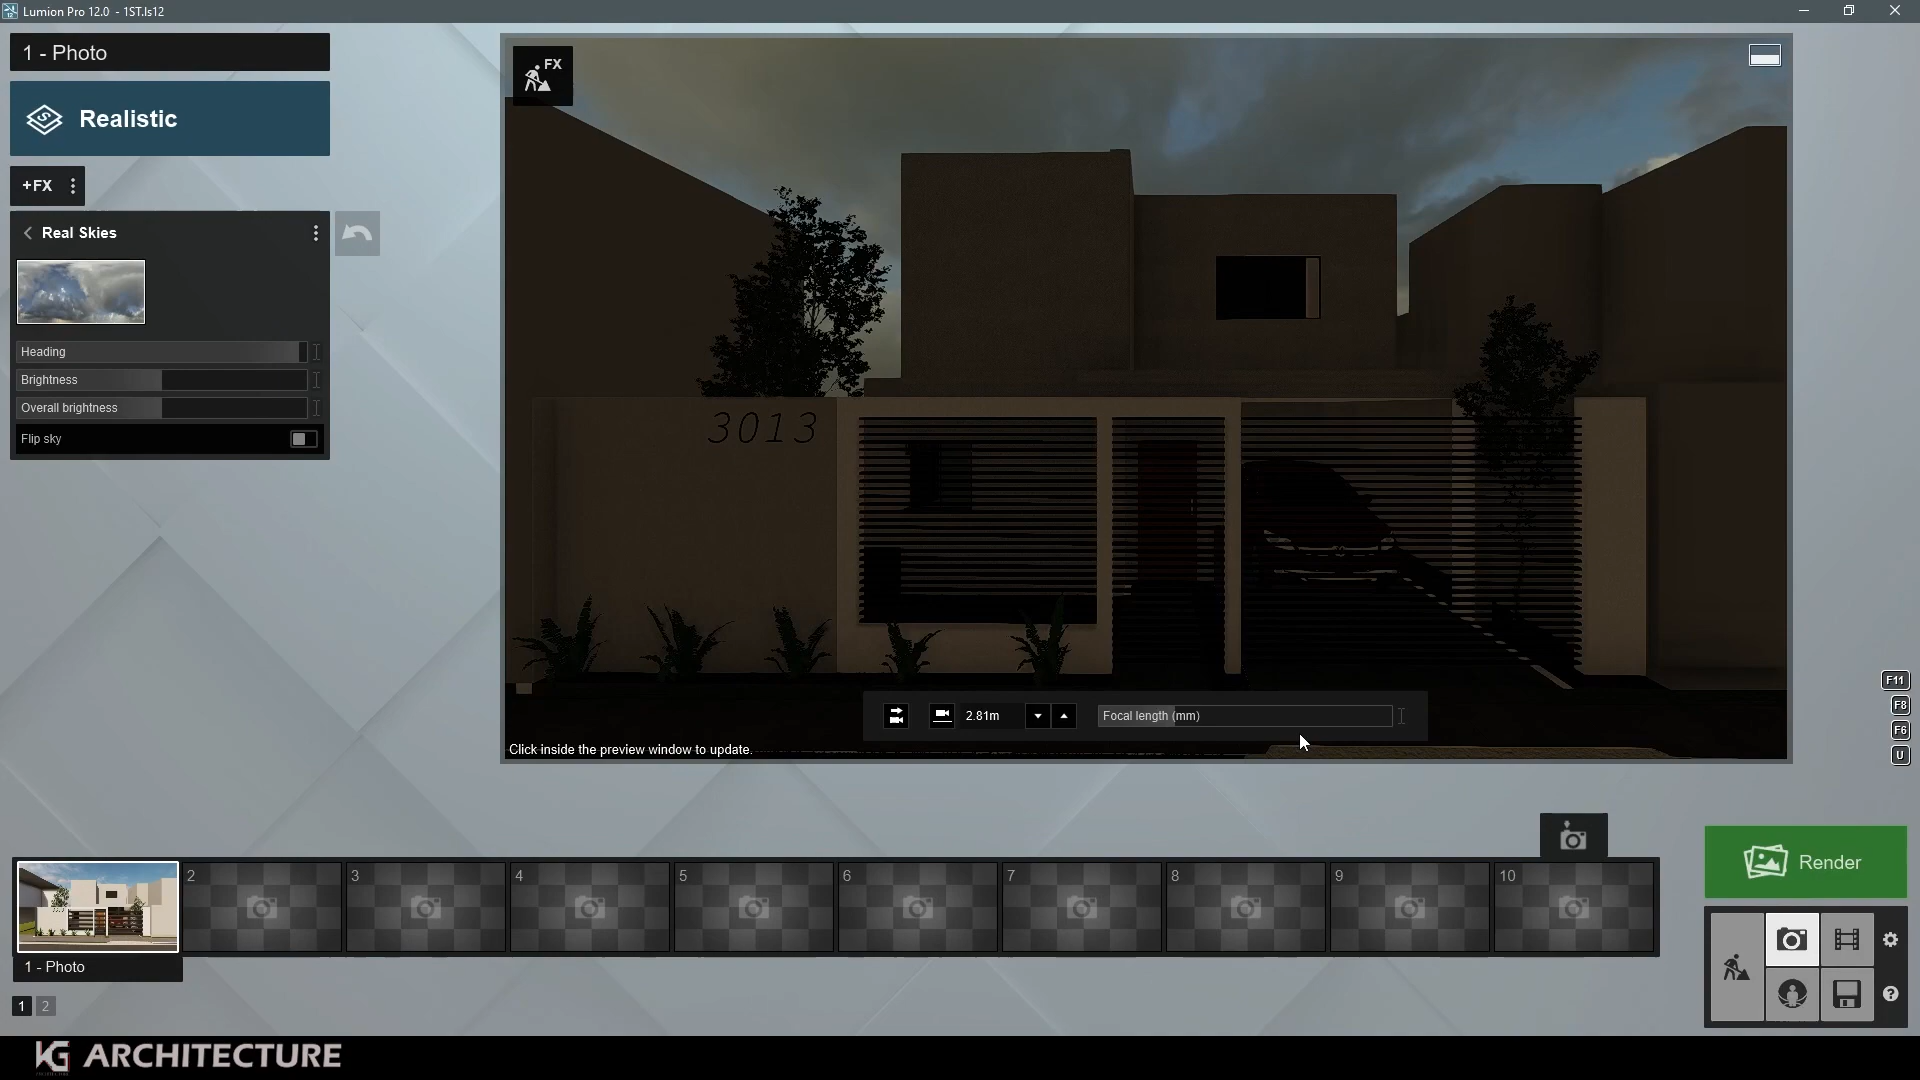 Lumion Pro 12.0 - 1ST.ls12
1 - Photo
Realistic
+FX
Real Skies
Heading
Brightness
Overall brightness
Flip sky
FX
3013
2.81m
Focal length (mm)
Click inside the preview window to update.
F11
F8
F6
U
2
3
4
5
6
7
8
9
10
1 - Photo
1 2
Render
?
KG ARCHITECTURE